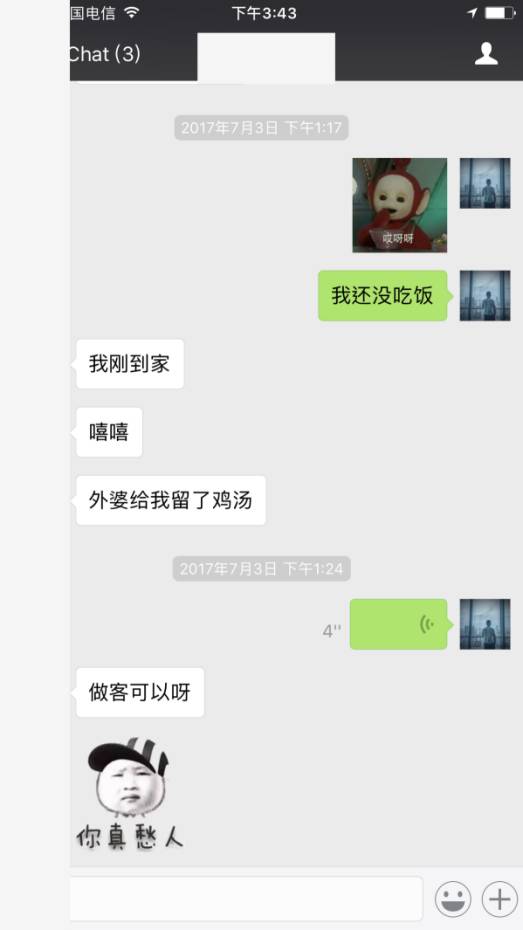 国电信
下午3:43
Chat (3)
2017年7月3日 下午1:17
哎呀呀
我还没吃饭
我刚到家
嘻嘻
外婆给我留了鸡汤
2017年7月3日 下午1:24
4''
做客可以呀
你真愁人